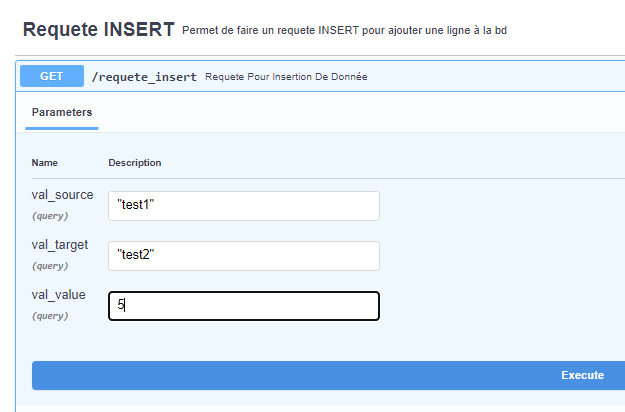 Requete INSERT Permet de faire un requete INSERT pour ajouter une ligne à la bd
GET /requete_insert Requete Pour Insertion De Donnée
Parameters
Name Description
val_source "test1"
(query)
val_target "test2"
(query)
val_value 5
(query)
Execute